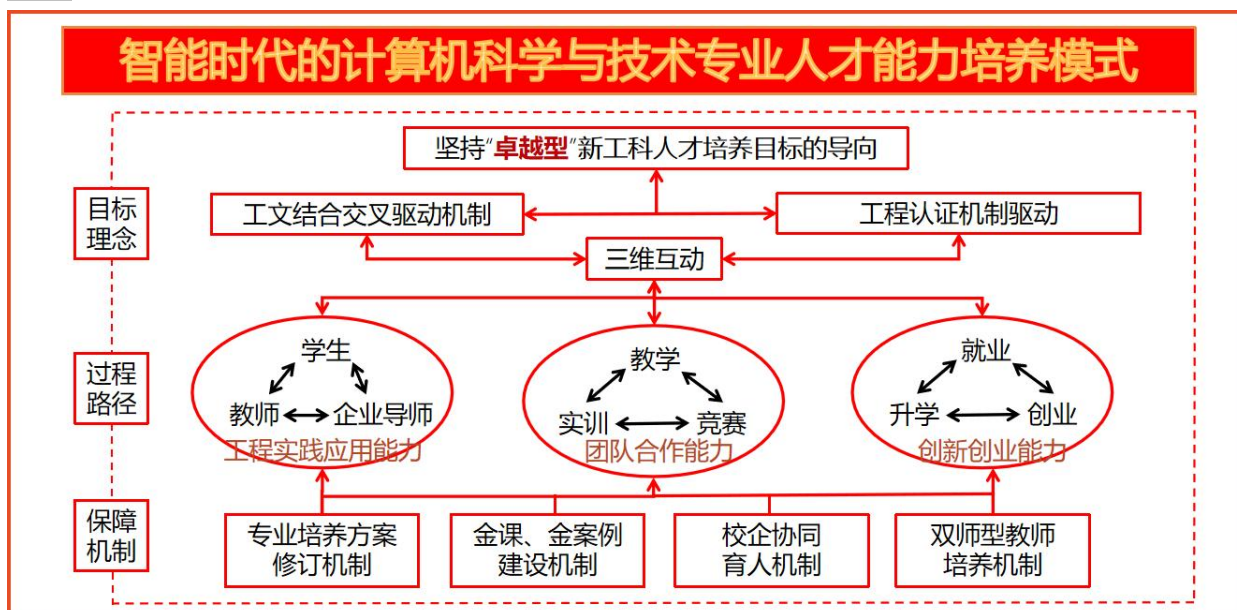 智能时代的计算机科学与技术专业人才能力培养模式
坚持"卓越型"新工科人才培养目标的导向
目标
理念
工文结合交叉驱动机制
工程认证机制驱动
三维互动
过程
路径
学生
教师
企业导师
工程实践应用能力
教学
实训
竞赛
团队合作能力
就业
升学
创业
创新创业能力
保障
机制
专业培养方案
修订机制
金课、金案例
建设机制
校企协同
育人机制
双师型教师
培养机制